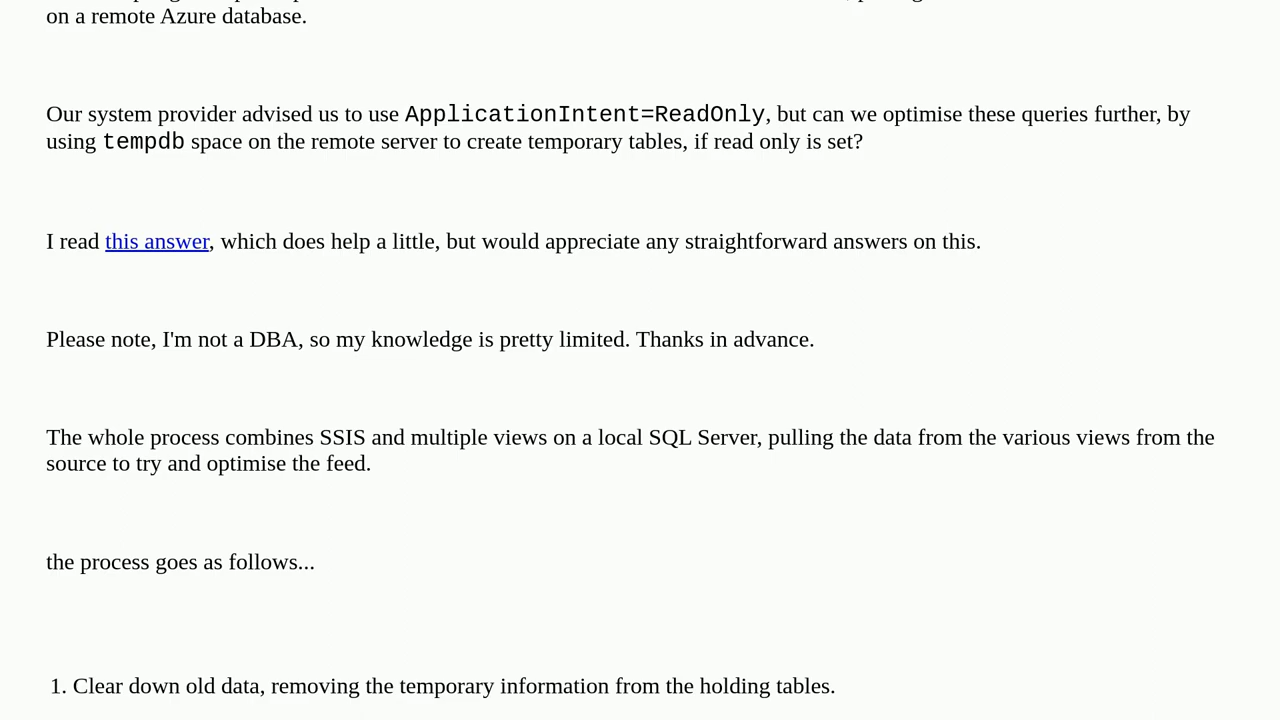 on a remote Azure database.
Our system provider advised us to use ApplicationIntent=ReadOnly, but can we optimise these queries further, by
using tempdb space on the remote server to create temporary tables, if read only is set?
I read this answer, which does help a little, but would appreciate any straightforward answers on this.
Please note, I'm not a DBA, so my knowledge is pretty limited. Thanks in advance.
The whole process combines SSIS and multiple views on a local SQL Server, pulling the data from the various views from the
source to try and optimise the feed.
the process goes as follows...
1. Clear down old data, removing the temporary information from the holding tables.